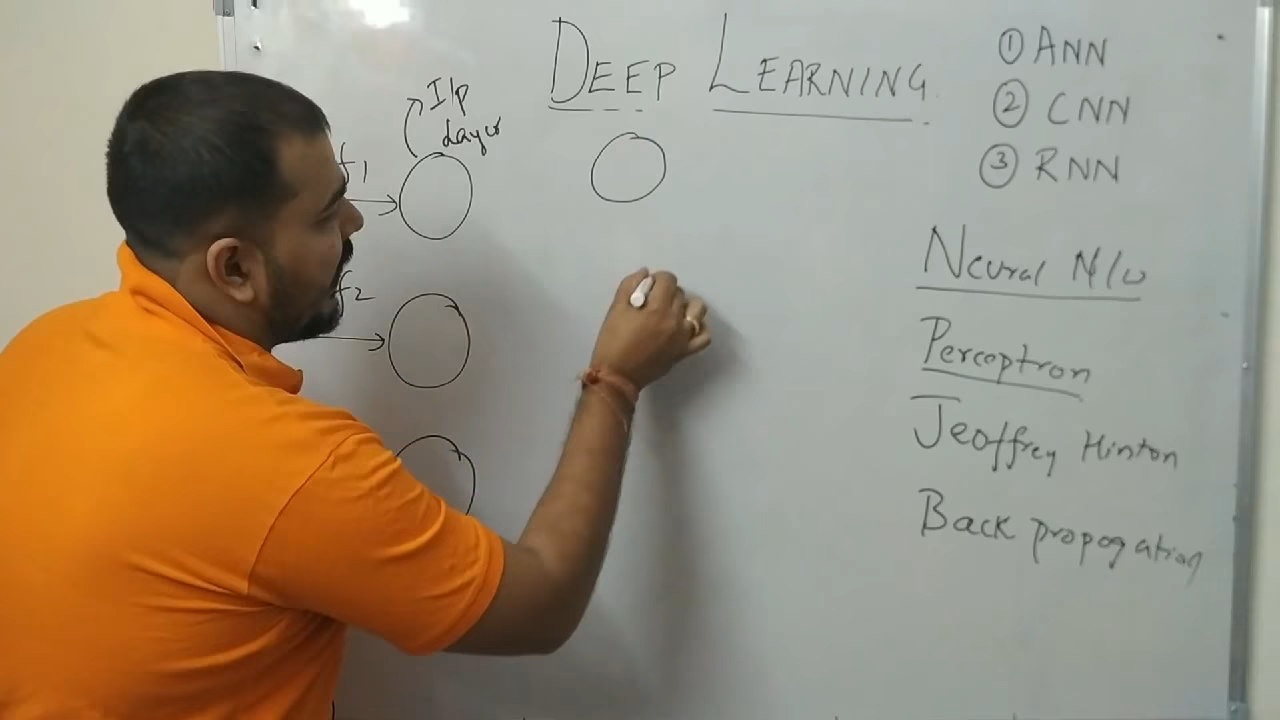 DEEP LEARNING
① ANN
② CNN
③ RNN
I/p
Layer
f1
f2
Neural N/w
Perceptron
Jeoffrey Hinton
Back propogation